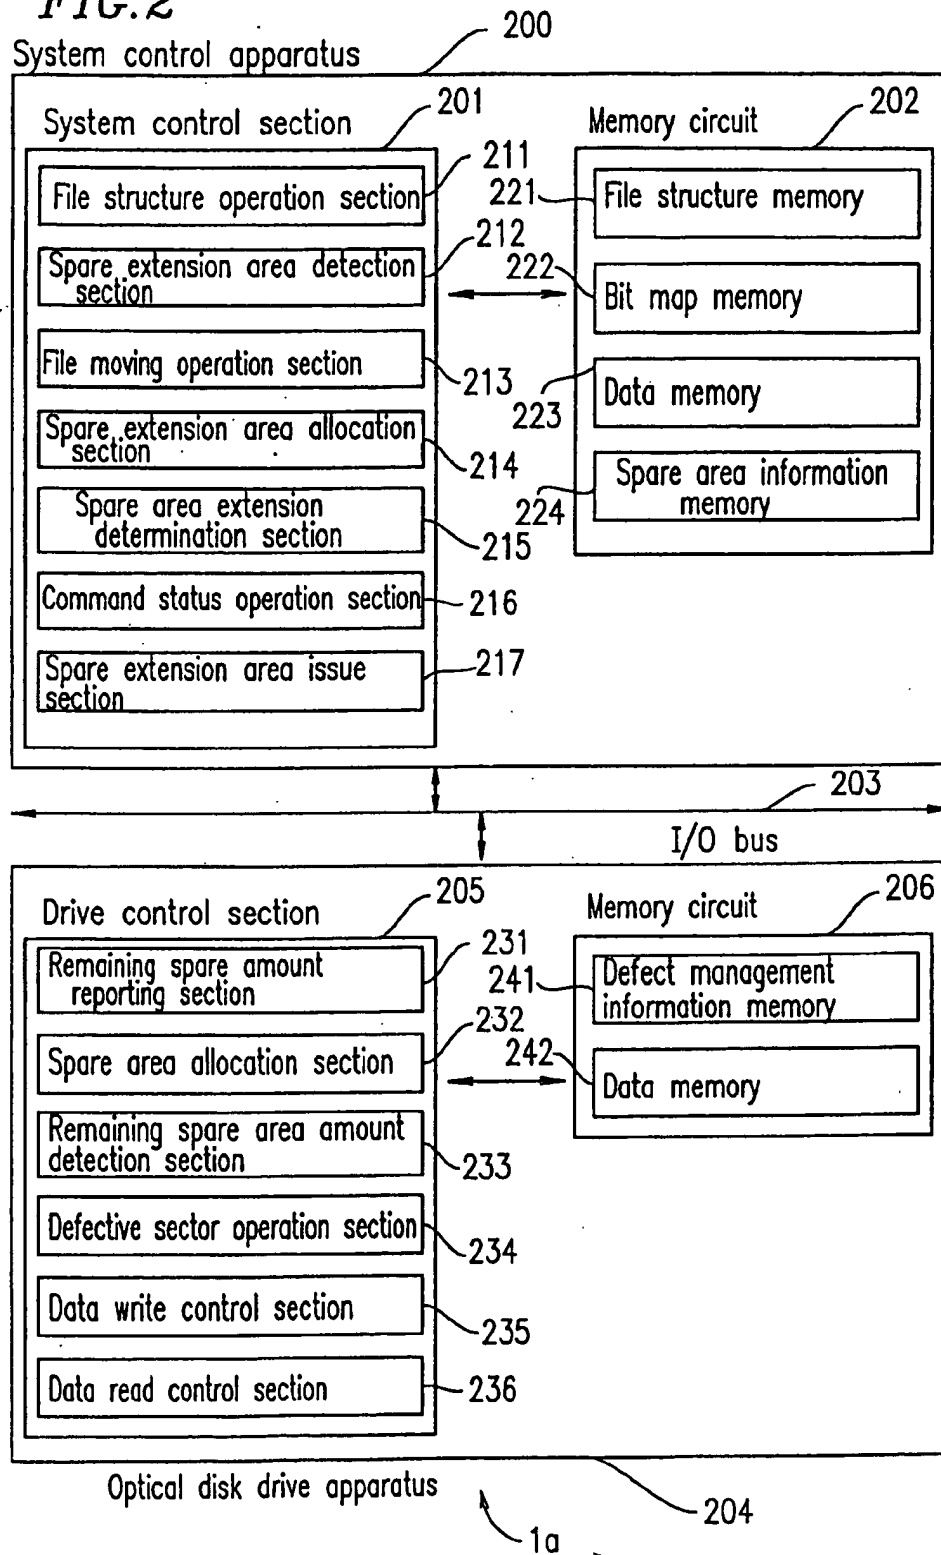 FIG.2
200
System control apparatus
System control section
201
File structure operation section
211
Spare extension area detection
section
212
File moving operation section
213
Spare extension area allocation
section
214
Spare area extension
determination section
215
Command status operation section
216
Spare extension area issue
section
217
Memory circuit
202
221
File structure memory
222
Bit map memory
223
Data memory
224
Spare area information
memory
203
I/O bus
Drive control section
205
Remaining spare amount
reporting section
231
Spare area allocation section
232
Remaining spare area amount
detection section
233
Defective sector operation section
234
Data write control section
235
Data read control section
236
Memory circuit
206
241
Defect management
information memory
242
Data memory
Optical disk drive apparatus
204
1a